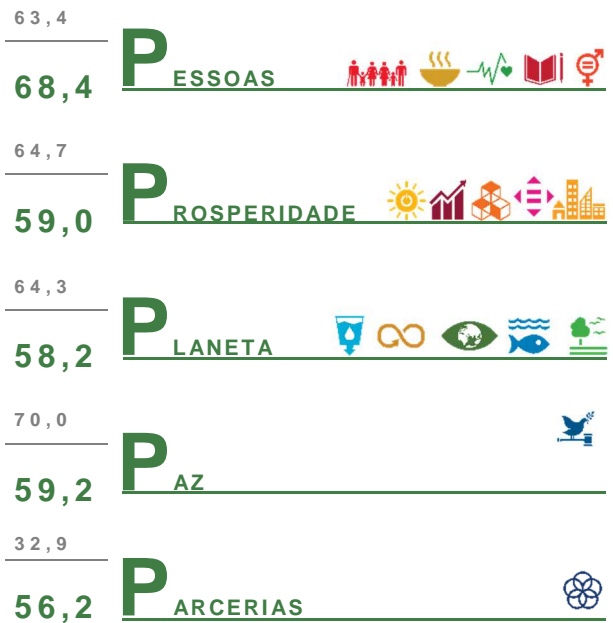 63,4
68,4 PESSOAS
64,7
59,0 PROSPERIDADE
64,3
58,2 PLANETA
70,0
59,2 PAZ
32,9
56,2 PARCERIAS